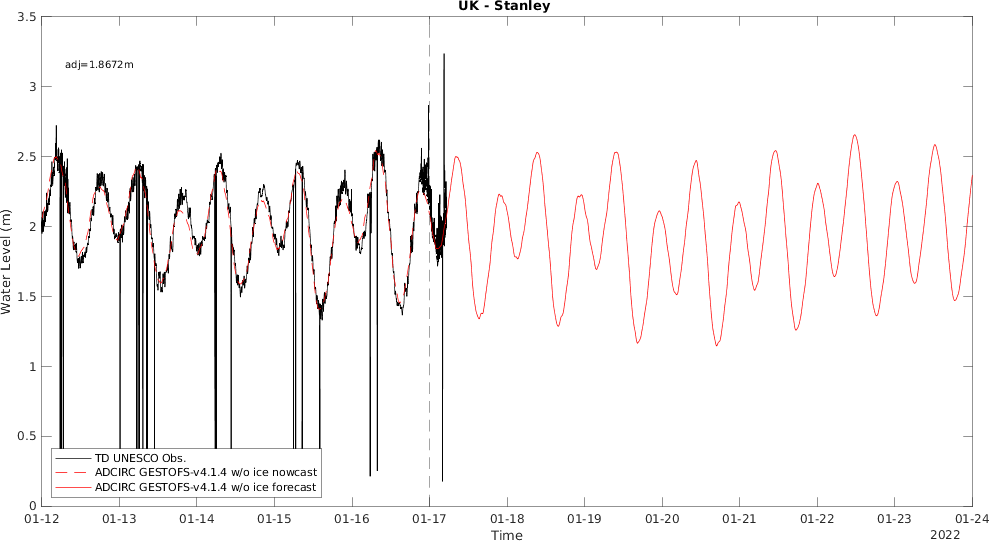 UK - Stanley
3.5
adj=1.8672m
3
2.5
2
1.5
1
0.5
0
Water Level (m)
TD UNESCO Obs.
ADCIRC GESTOFS-v4.1.4 w/o ice nowcast
ADCIRC GESTOFS-v4.1.4 w/o ice forecast
01-12 01-13 01-14 01-15 01-16 01-17 01-18 01-19 01-20 01-21 01-22 01-23 01-24
Time
2022